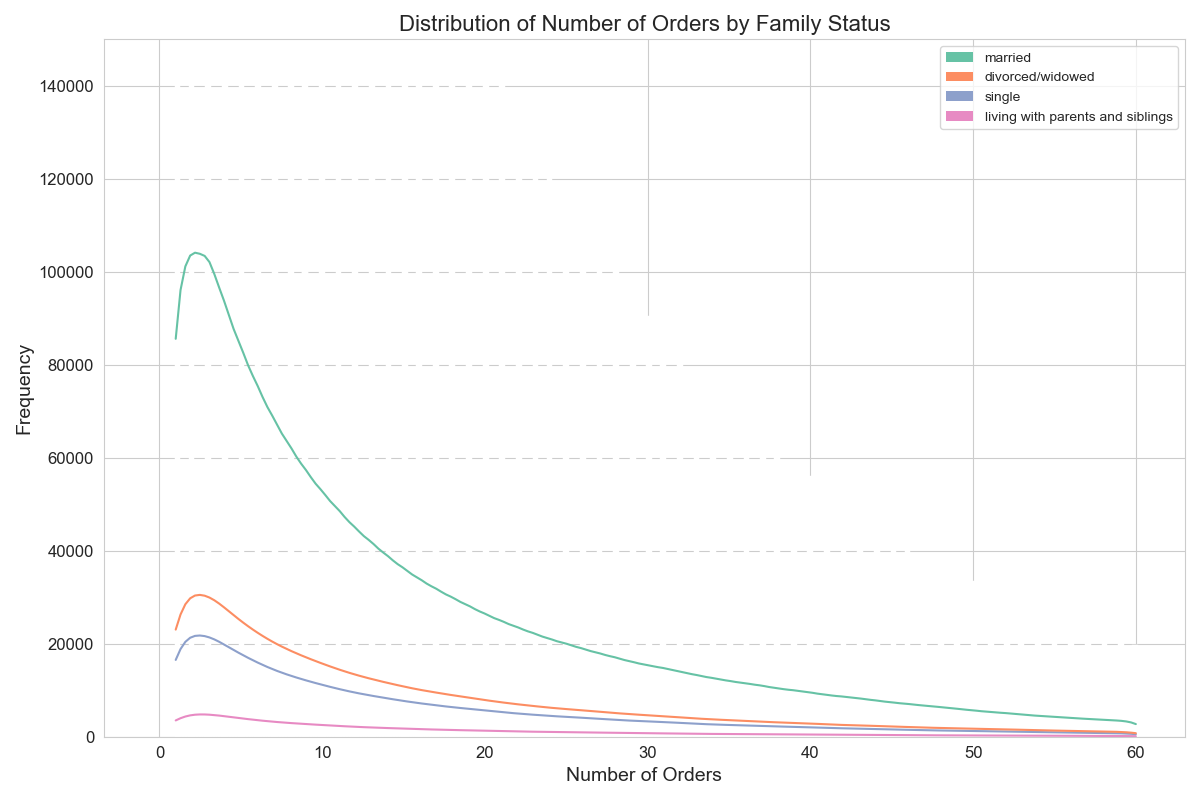 Distribution of Number of Orders by Family Status
married
divorced/widowed
single
living with parents and siblings
Frequency
140000
120000
100000
80000
60000
40000
20000
0
0 10 20 30 40 50 60
Number of Orders